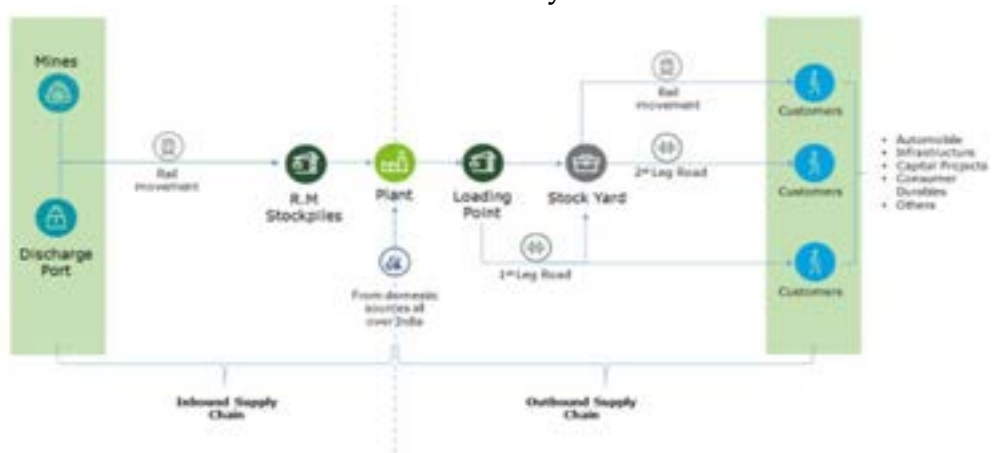 Mines
Rail
movement
Discharge
Port
R.M
Stockpiles
Plant
From domestic
sources all
over India
Loading
Point
Stock Yard
1st Leg Road
Rail
movement
2nd Leg Road
Customers
Customers
Customers
• Automobile
• Infrastructure
• Capital Projects
• Consumer
Durables
• Others
Inbound Supply
Chain
Outbound Supply
Chain